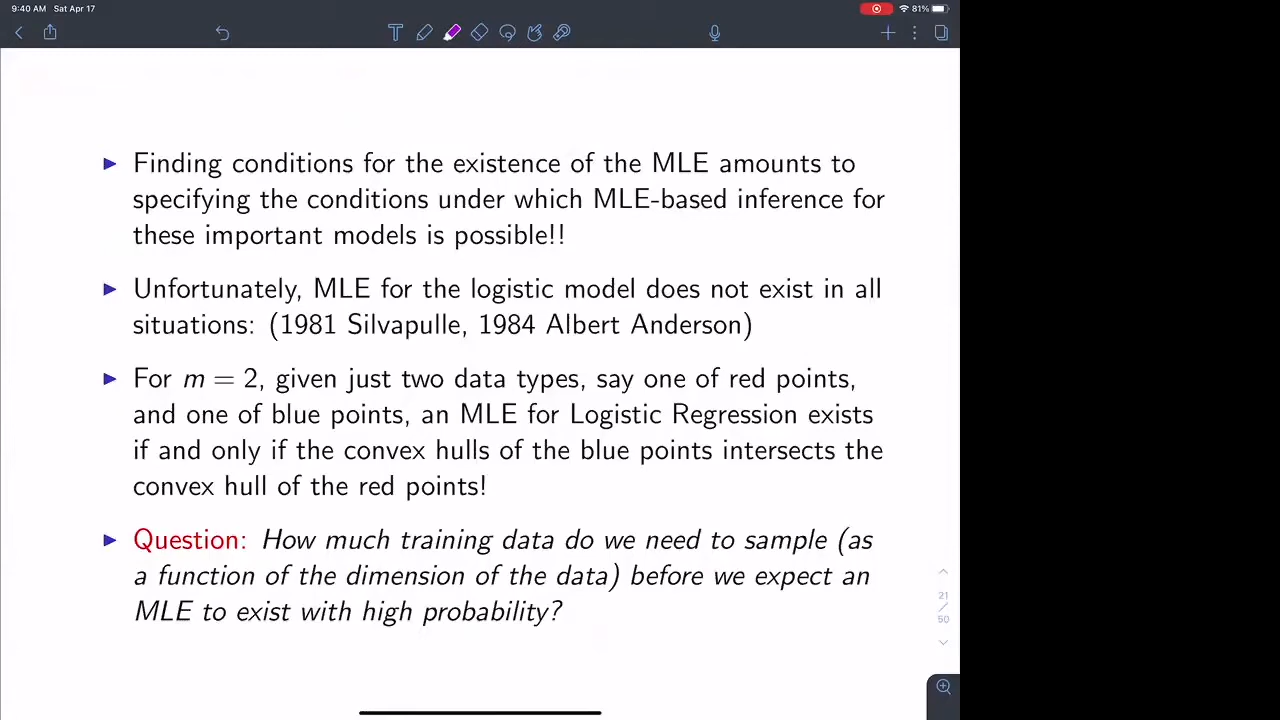 9:40 AM Sat Apr 17
81%
▶ Finding conditions for the existence of the MLE amounts to
specifying the conditions under which MLE-based inference for
these important models is possible!!
▶ Unfortunately, MLE for the logistic model does not exist in all
situations: (1981 Silvapulle, 1984 Albert Anderson)
▶ For m = 2, given just two data types, say one of red points,
and one of blue points, an MLE for Logistic Regression exists
if and only if the convex hulls of the blue points intersects the
convex hull of the red points!
▶ Question: How much training data do we need to sample (as
a function of the dimension of the data) before we expect an
MLE to exist with high probability?
21
/
50